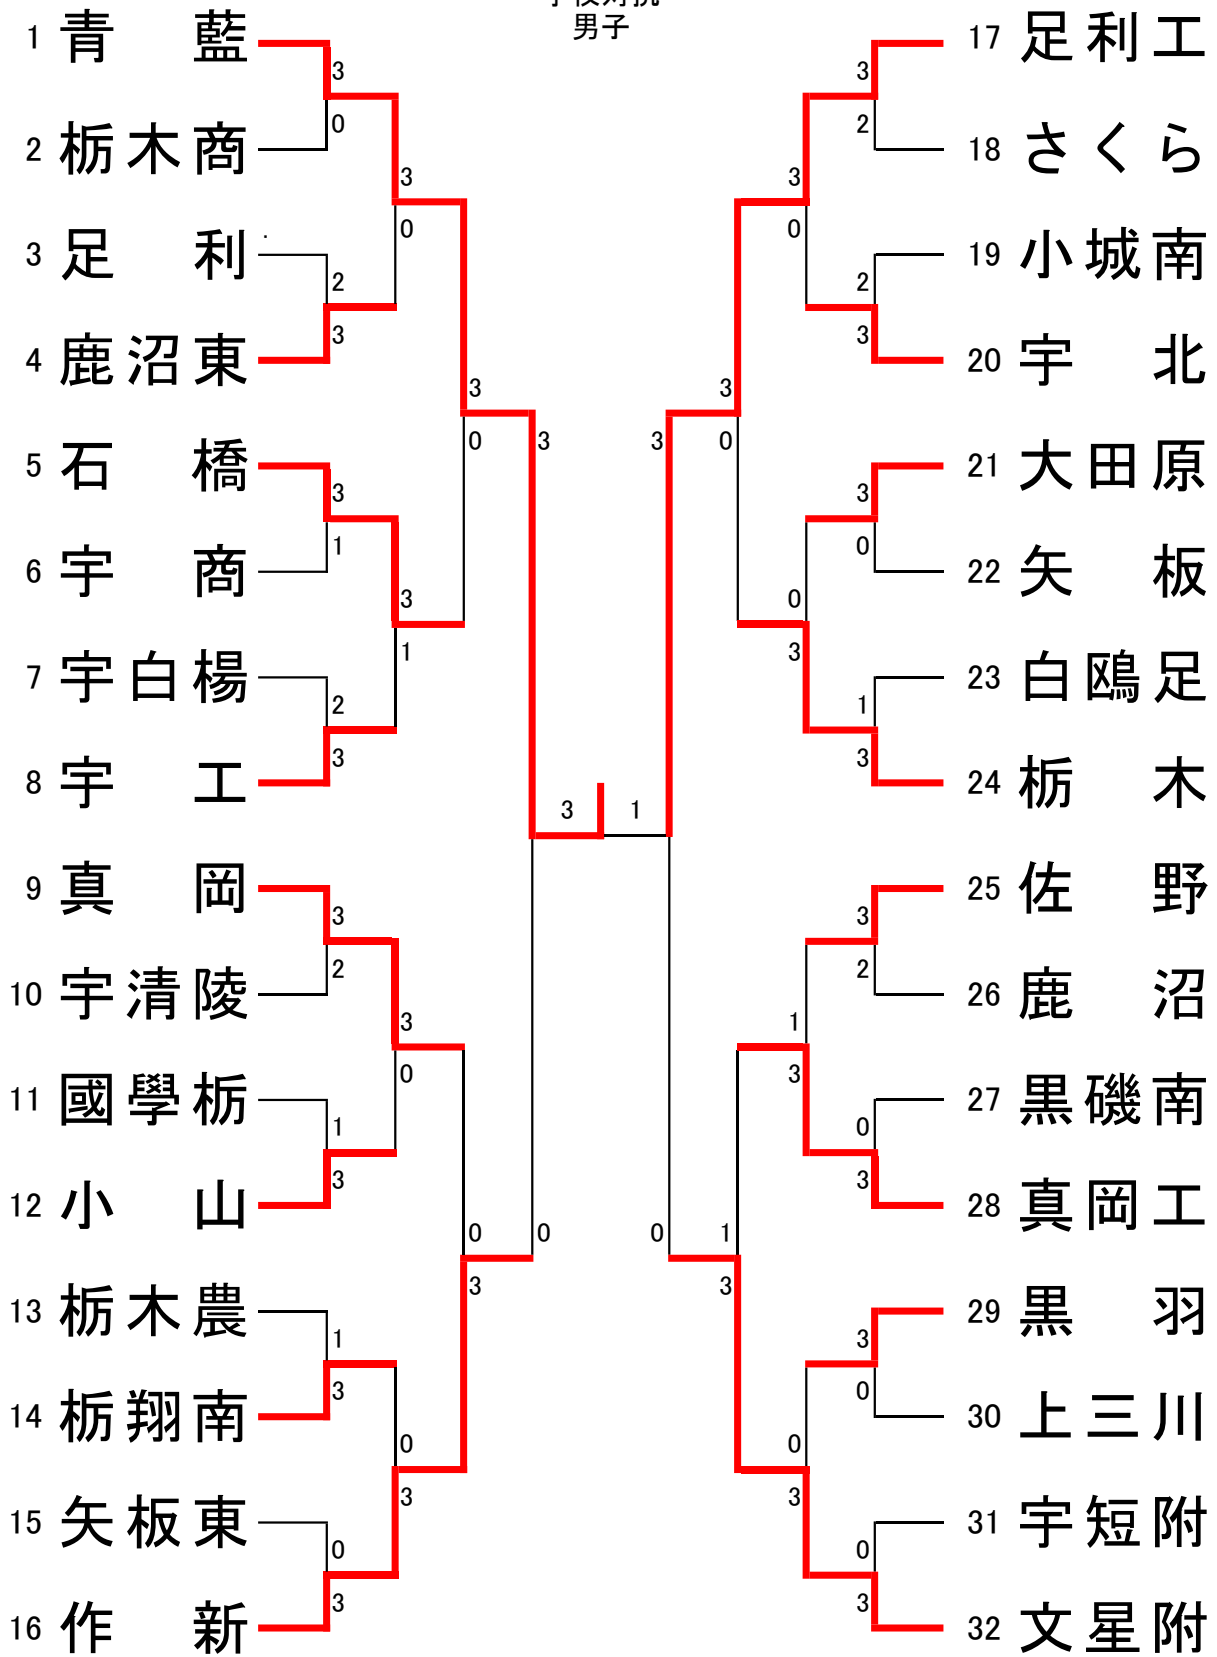 男子
1 青藍
3
0
2 栃木商
3
0
3 足利
2
3
4 鹿沼東
3
0
5 石橋
3
1
6 宇商
3
1
7 宇白楊
2
3
8 宇工
3
0
9 真岡
3
2
10 宇清陵
3
0
11 國學栃
1
3
12 小山
0
3
13 栃木農
1
3
14 栃翔南
0
3
15 矢板東
0
3
16 作新
3 1
17 足利工
3
2
18 さくら
3
0
19 小城南
2
3
20 宇北
3
0
21 大田原
3
0
22 矢板
0
3
23 白鴎足
1
3
24 栃木
3
0
25 佐野
3
2
26 鹿沼
1
3
27 黒磯南
0
3
28 真岡工
1
3
29 黒羽
3
0
30 上三川
0
3
31 宇短附
0
3
32 文星附